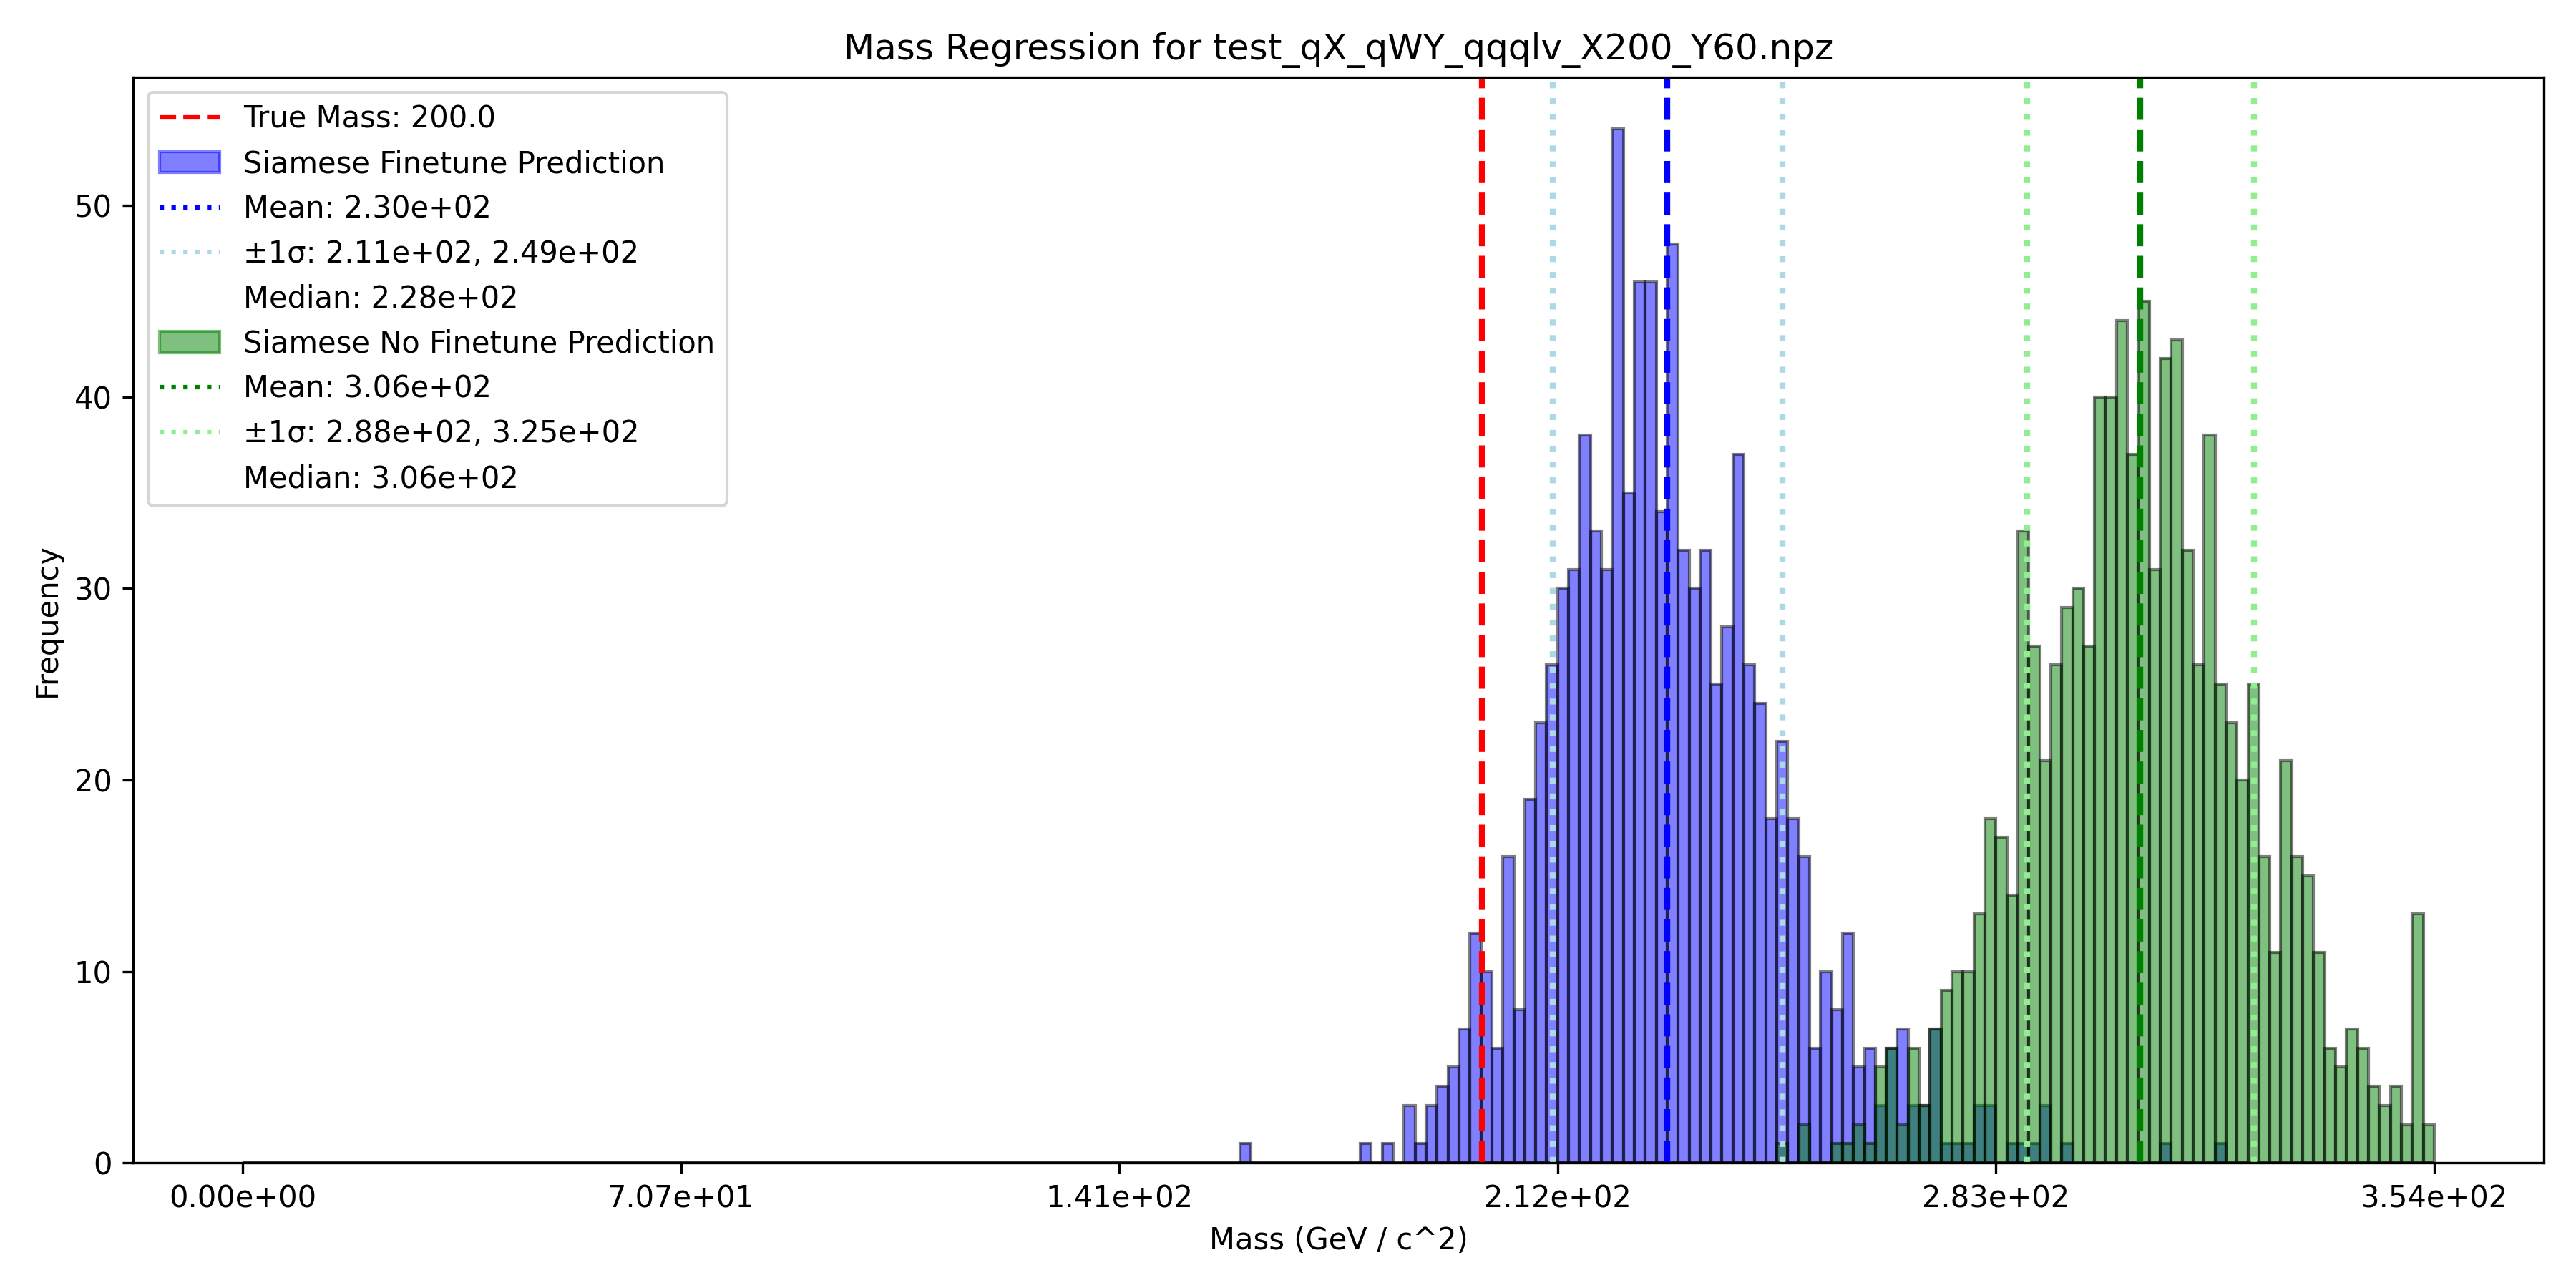 Mass Regression for test_qX_qWY_qqqlv_X200_Y60.npz
True Mass: 200.0
Siamese Finetune Prediction
Mean: 2.30e+02
±1σ: 2.11e+02, 2.49e+02
Median: 2.28e+02
Siamese No Finetune Prediction
Mean: 3.06e+02
±1σ: 2.88e+02, 3.25e+02
Median: 3.06e+02
Frequency
50
40
30
20
10
0
0.00e+00 7.07e+01 1.41e+02 2.12e+02 2.83e+02 3.54e+02
Mass (GeV / c^2)